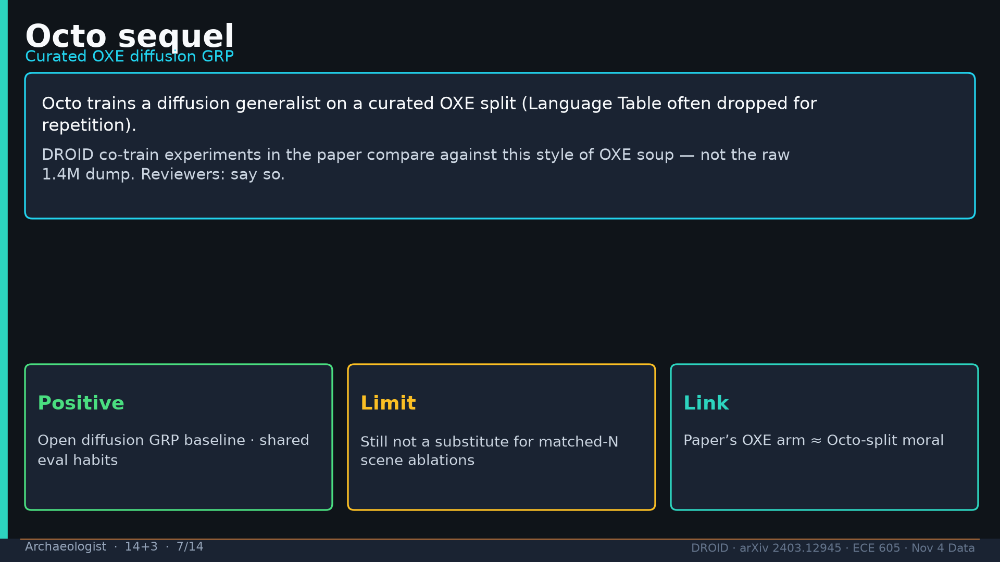 Octo sequel
Curated OXE diffusion GRP
Octo trains a diffusion generalist on a curated OXE split (Language Table often dropped for
repetition).
DROID co-train experiments in the paper compare against this style of OXE soup — not the raw
1.4M dump. Reviewers: say so.
Positive
Open diffusion GRP baseline · shared
eval habits
Limit
Still not a substitute for matched-N
scene ablations
Link
Paper’s OXE arm ≈ Octo-split moral
Archaeologist · 14+3 · 7/14
DROID · arXiv 2403.12945 · ECE 605 · Nov 4 Data